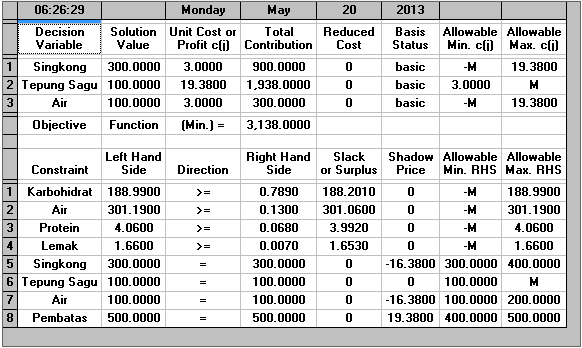 06:26:29 Monday May 20 2013
Decision Variable Solution Value Unit Cost or Profit c(j) Total Contribution Reduced Cost Basis Status Allowable Min. c(j) Allowable Max. c(j)
1 Singkong 300.0000 3.0000 900.0000 0 basic -M 19.3800
2 Tepung Sagu 100.0000 19.3800 1,938.0000 0 basic 3.0000 M
3 Air 100.0000 3.0000 300.0000 0 basic -M 19.3800
Objective Function (Min.) = 3,138.0000
Constraint Left Hand Side Direction Right Hand Side Slack or Surplus Shadow Price Allowable Min. RHS Allowable Max. RHS
1 Karbohidrat 188.9900 >= 0.7890 188.2010 0 -M 188.9900
2 Air 301.1900 >= 0.1300 301.0600 0 -M 301.1900
3 Protein 4.0600 >= 0.0680 3.9920 0 -M 4.0600
4 Lemak 1.6600 >= 0.0070 1.6530 0 -M 1.6600
5 Singkong 300.0000 = 300.0000 0 -16.3800 300.0000 400.0000
6 Tepung Sagu 100.0000 = 100.0000 0 0 100.0000 M
7 Air 100.0000 = 100.0000 0 -16.3800 100.0000 200.0000
8 Pembatas 500.0000 = 500.0000 0 19.3800 400.0000 500.0000